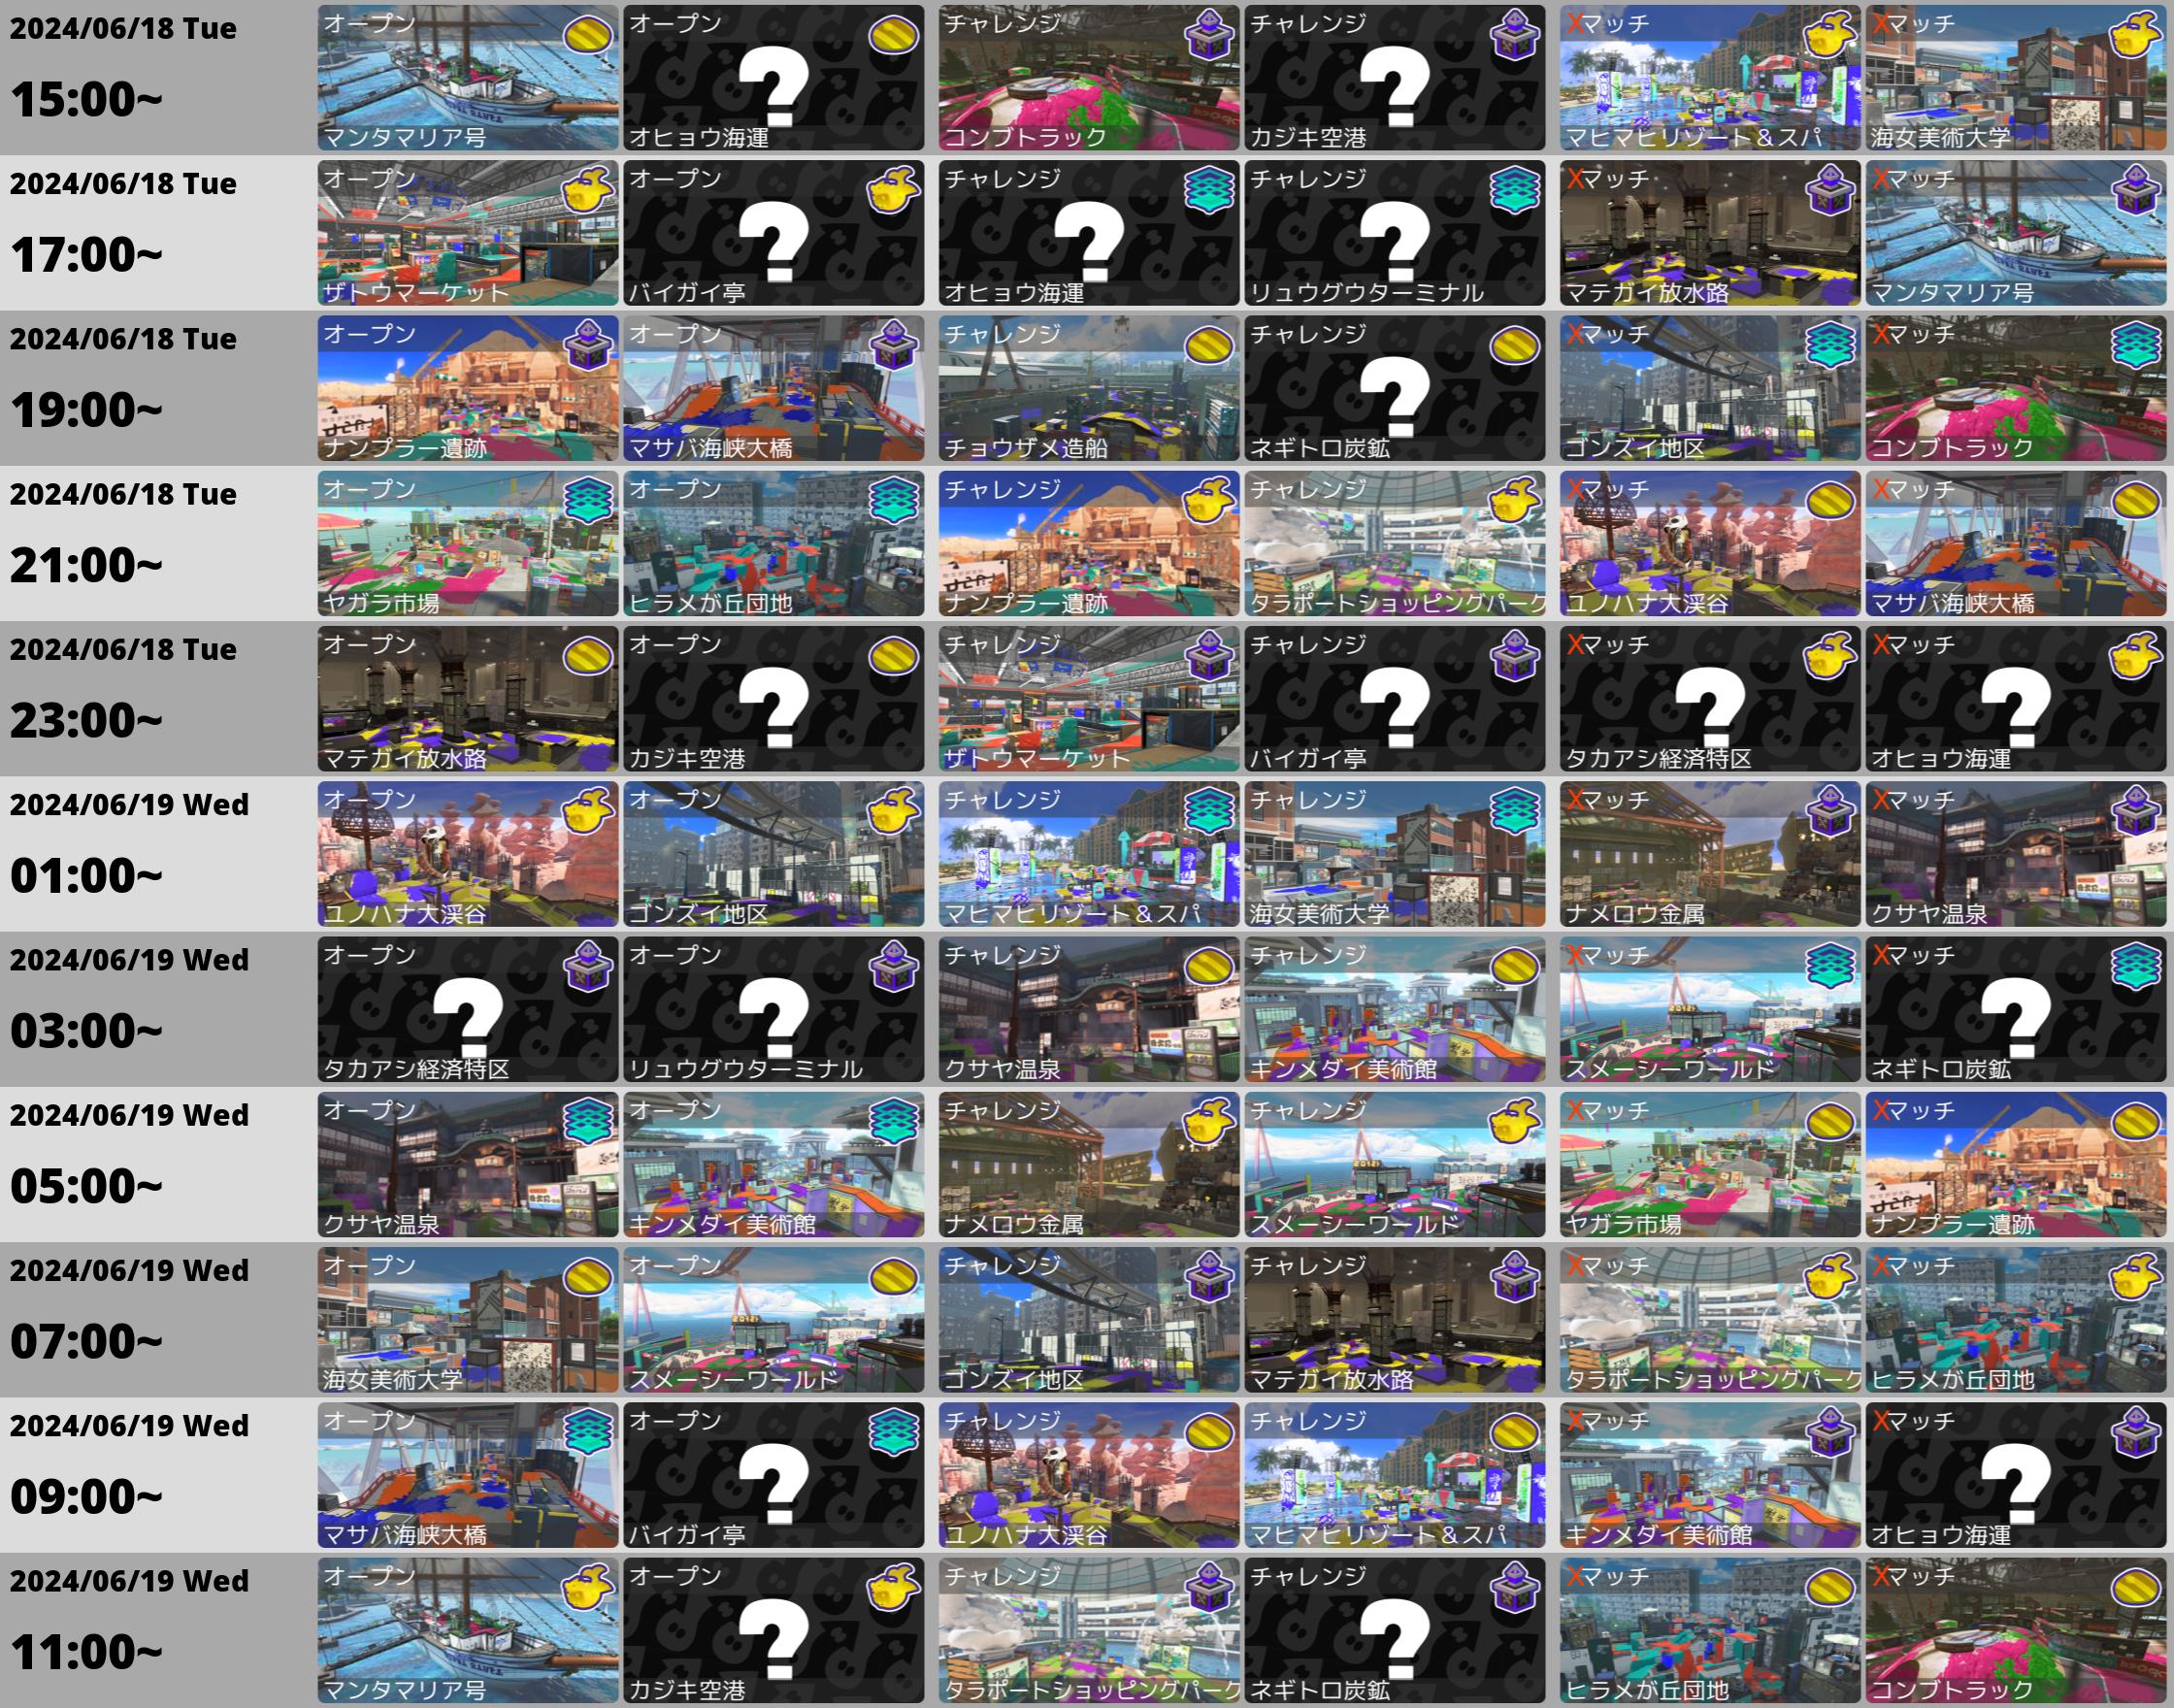 2024/06/18 Tue
15:00~
オープン
マンタマリア号
オープン
オヒョウ海運
チャレンジ
コンブトラック
チャレンジ
カジキ空港
Xマッチ
マヒマヒリゾート＆スパ
Xマッチ
海女美術大学
2024/06/18 Tue
17:00~
オープン
ザトウマーケット
オープン
バイガイ亭
チャレンジ
オヒョウ海運
チャレンジ
リュウグウターミナル
Xマッチ
マテガイ放水路
Xマッチ
マンタマリア号
2024/06/18 Tue
19:00~
オープン
ナンプラー遺跡
オープン
マサバ海峡大橋
チャレンジ
チョウザメ造船
チャレンジ
ネギトロ炭鉱
Xマッチ
ゴンズイ地区
Xマッチ
コンブトラック
2024/06/18 Tue
21:00~
オープン
ヤガラ市場
オープン
ヒラメが丘団地
チャレンジ
ナンプラー遺跡
チャレンジ
タラポートショッピングパーク
Xマッチ
ユノハナ大渓谷
Xマッチ
マサバ海峡大橋
2024/06/18 Tue
23:00~
オープン
マテガイ放水路
オープン
カジキ空港
チャレンジ
ザトウマーケット
チャレンジ
バイガイ亭
Xマッチ
タカアシ経済特区
Xマッチ
オヒョウ海運
2024/06/19 Wed
01:00~
オープン
ユノハナ大渓谷
オープン
ゴンズイ地区
チャレンジ
マヒマヒリゾート＆スパ
チャレンジ
海女美術大学
Xマッチ
ナメロウ金属
Xマッチ
クサヤ温泉
2024/06/19 Wed
03:00~
オープン
タカアシ経済特区
オープン
リュウグウターミナル
チャレンジ
クサヤ温泉
チャレンジ
キンメダイ美術館
Xマッチ
スメーシーワールド
Xマッチ
ネギトロ炭鉱
2024/06/19 Wed
05:00~
オープン
クサヤ温泉
オープン
キンメダイ美術館
チャレンジ
ナメロウ金属
チャレンジ
スメーシーワールド
Xマッチ
ヤガラ市場
Xマッチ
ナンプラー遺跡
2024/06/19 Wed
07:00~
オープン
海女美術大学
オープン
スメーシーワールド
チャレンジ
ゴンズイ地区
チャレンジ
マテガイ放水路
Xマッチ
タラポートショッピングパーク
Xマッチ
ヒラメが丘団地
2024/06/19 Wed
09:00~
オープン
マサバ海峡大橋
オープン
バイガイ亭
チャレンジ
ユノハナ大渓谷
チャレンジ
マヒマヒリゾート＆スパ
Xマッチ
キンメダイ美術館
Xマッチ
オヒョウ海運
2024/06/19 Wed
11:00~
オープン
マンタマリア号
オープン
カジキ空港
チャレンジ
タラポートショッピングパーク
チャレンジ
ネギトロ炭鉱
Xマッチ
ヒラメが丘団地
Xマッチ
コンブトラック